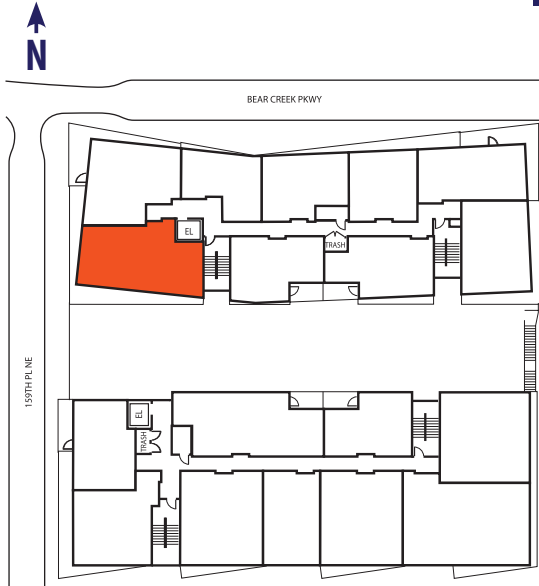 N
BEAR CREEK PKWY
EL
TRASH
159TH PL NE
EL
TRASH